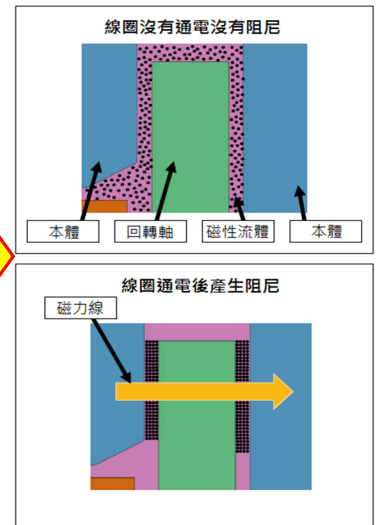 線圈沒有通電沒有阻尼
本體
回轉軸
磁性流體
本體
線圈通電後產生阻尼
磁力線